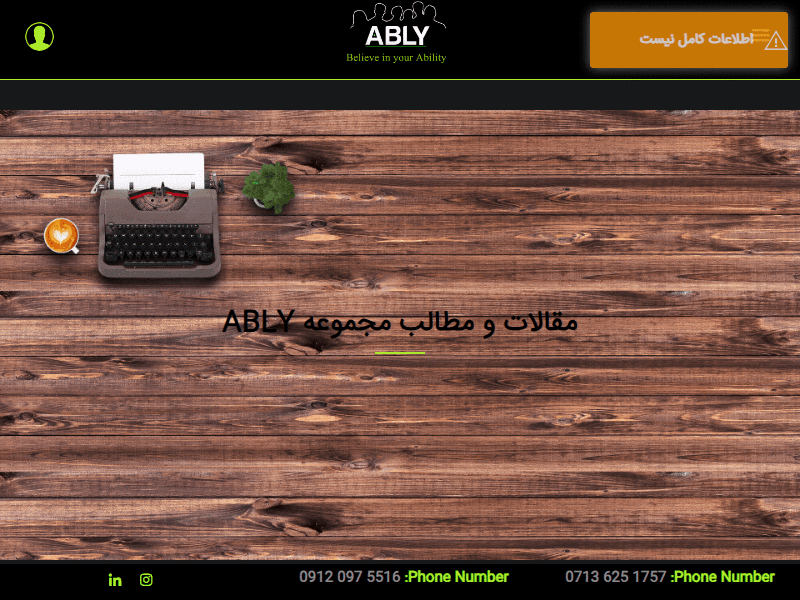 ABLY
Believe in your Ability
اطلاعات کامل نیست
مقالات و مطالب مجموعه ABLY
0912 097 5516 :Phone Number
0713 625 1757 :Phone Number